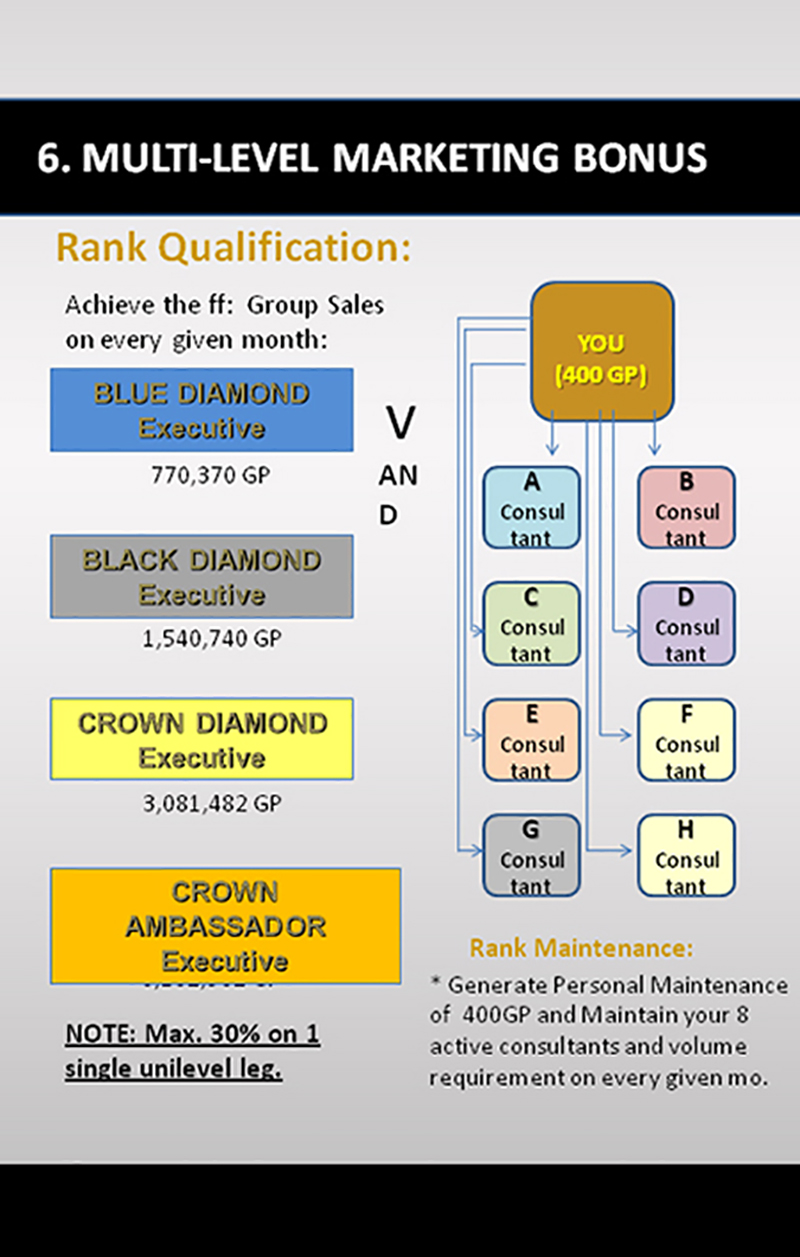 6. MULTI-LEVEL MARKETING BONUS
Rank Qualification:
Achieve the ff: Group Sales
on every given month:
BLUE DIAMOND
Executive
770,370 GP
BLACK DIAMOND
Executive
1,540,740 GP
CROWN DIAMOND
Executive
3,081,482 GP
CROWN
AMBASSADOR
Executive
NOTE: Max. 30% on 1
single unilevel leg.
V
AN
D
YOU
(400 GP)
A
Consul
tant
B
Consul
tant
C
Consul
tant
D
Consul
tant
E
Consul
tant
F
Consul
tant
G
Consul
tant
H
Consul
tant
Rank Maintenance:
* Generate Personal Maintenance
of 400GP and Maintain your 8
active consultants and volume
requirement on every given mo.